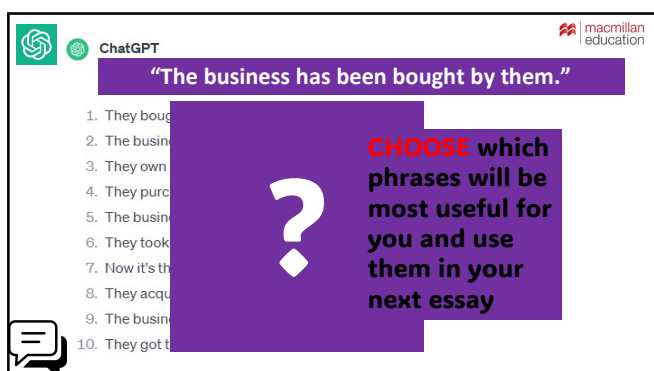 macmillan
education
ChatGPT
“The business has been bought by them.”
1. They boug
2. The busin
3. They own
4. They purc
5. The busin
6. They took
7. Now it's th
8. They acqu
9. The busin
10. They got t
?
CHOOSE which
phrases will be
most useful for
you and use
them in your
next essay